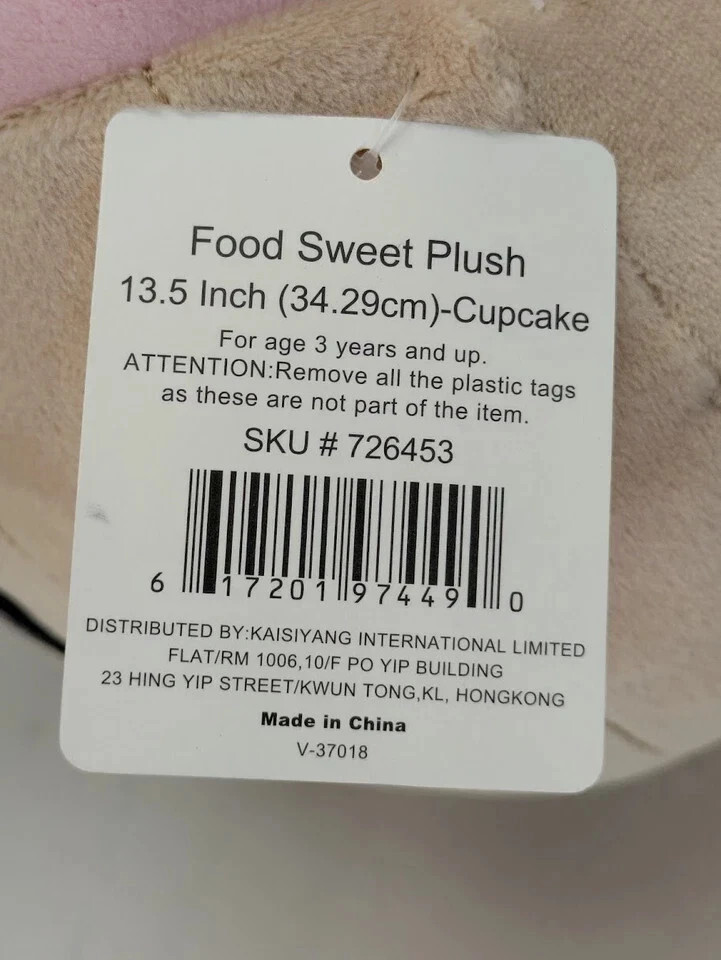 Food Sweet Plush
13.5 Inch (34.29cm)-Cupcake
For age 3 years and up.
ATTENTION:Remove all the plastic tags
as these are not part of the item.
SKU # 726453
6 17201 97449 0
DISTRIBUTED BY:KAISIYANG INTERNATIONAL LIMITED
FLAT/RM 1006,10/F PO YIP BUILDING
23 HING YIP STREET/KWUN TONG,KL, HONGKONG
Made in China
V-37018